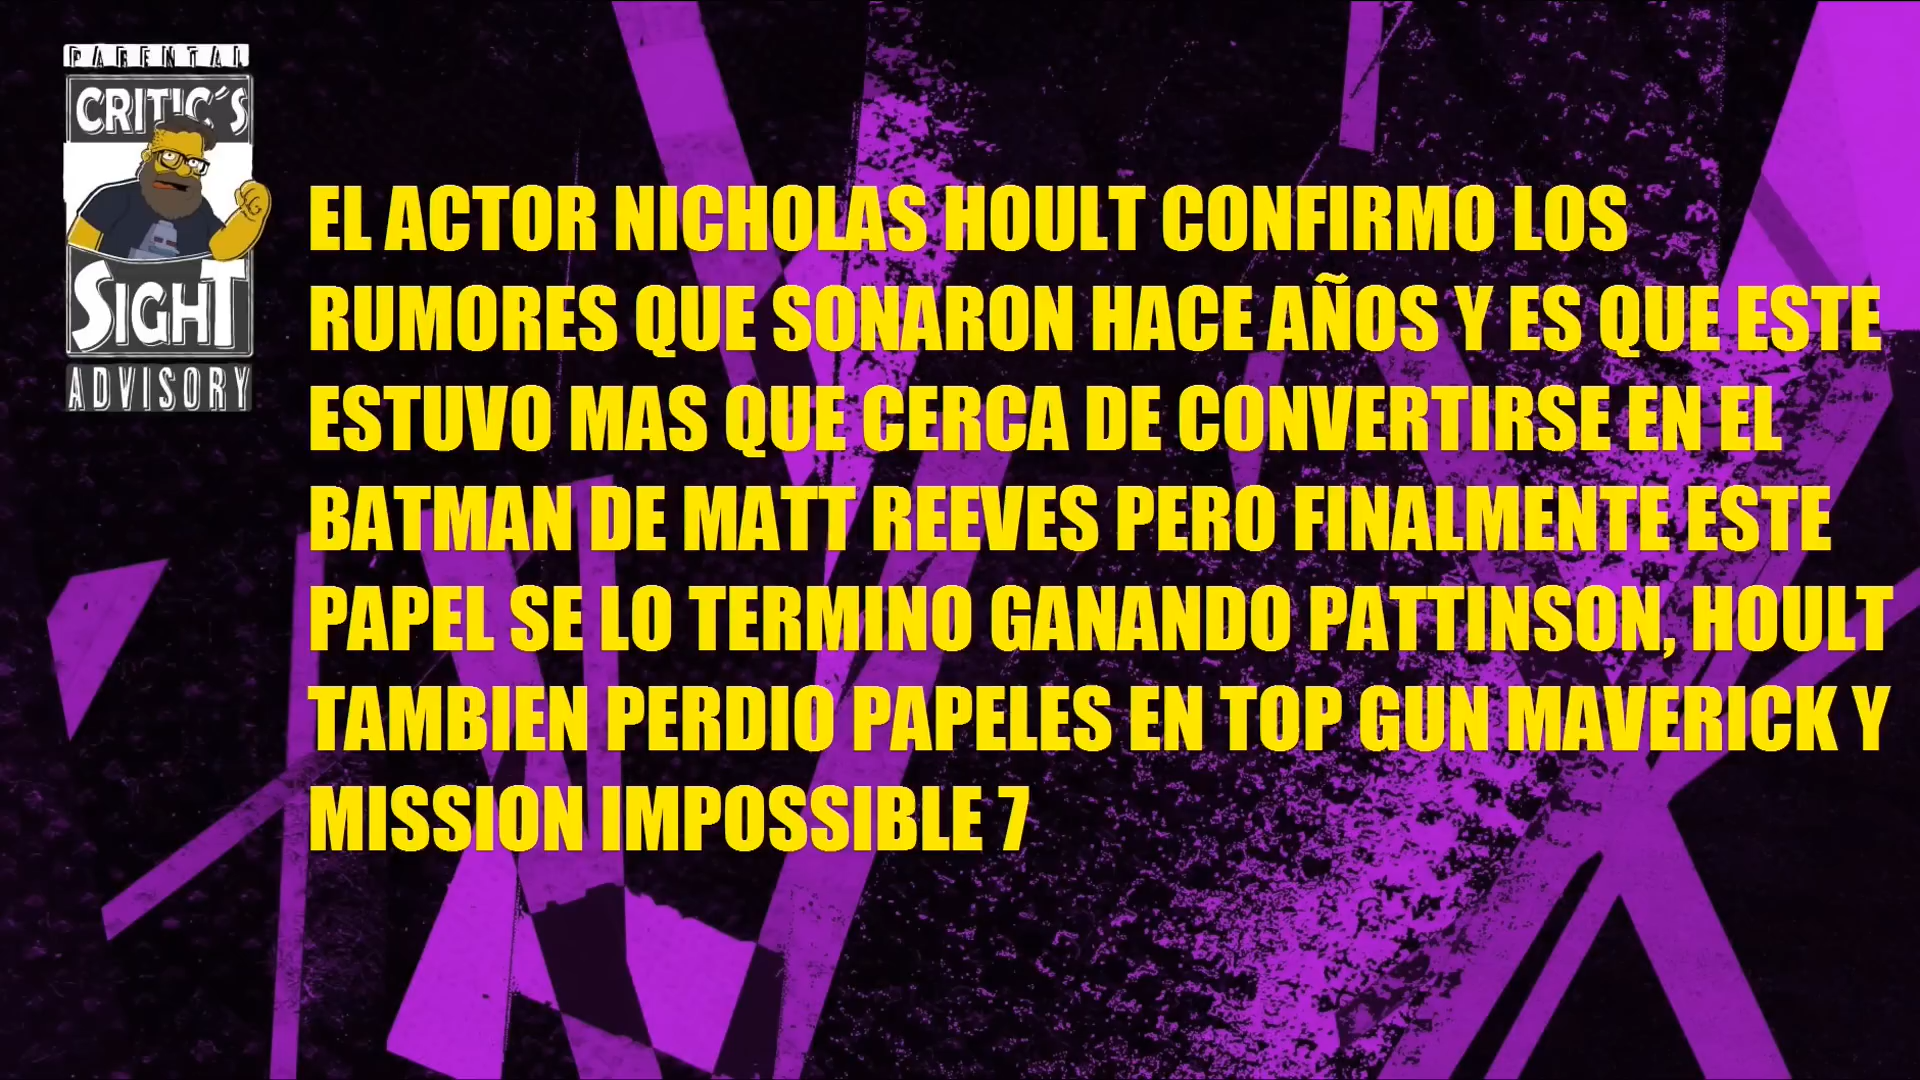 PARENTAL
CRITIC´S
SIGHT
ADVISORY
EL ACTOR NICHOLAS HOULT CONFIRMO LOS
RUMORES QUE SONARON HACE AÑOS Y ES QUE ESTE
ESTUVO MAS QUE CERCA DE CONVERTIRSE EN EL
BATMAN DE MATT REEVES PERO FINALMENTE ESTE
PAPEL SE LO TERMINO GANANDO PATTINSON, HOULT
TAMBIEN PERDIO PAPELES EN TOP GUN MAVERICK Y
MISSION IMPOSSIBLE 7